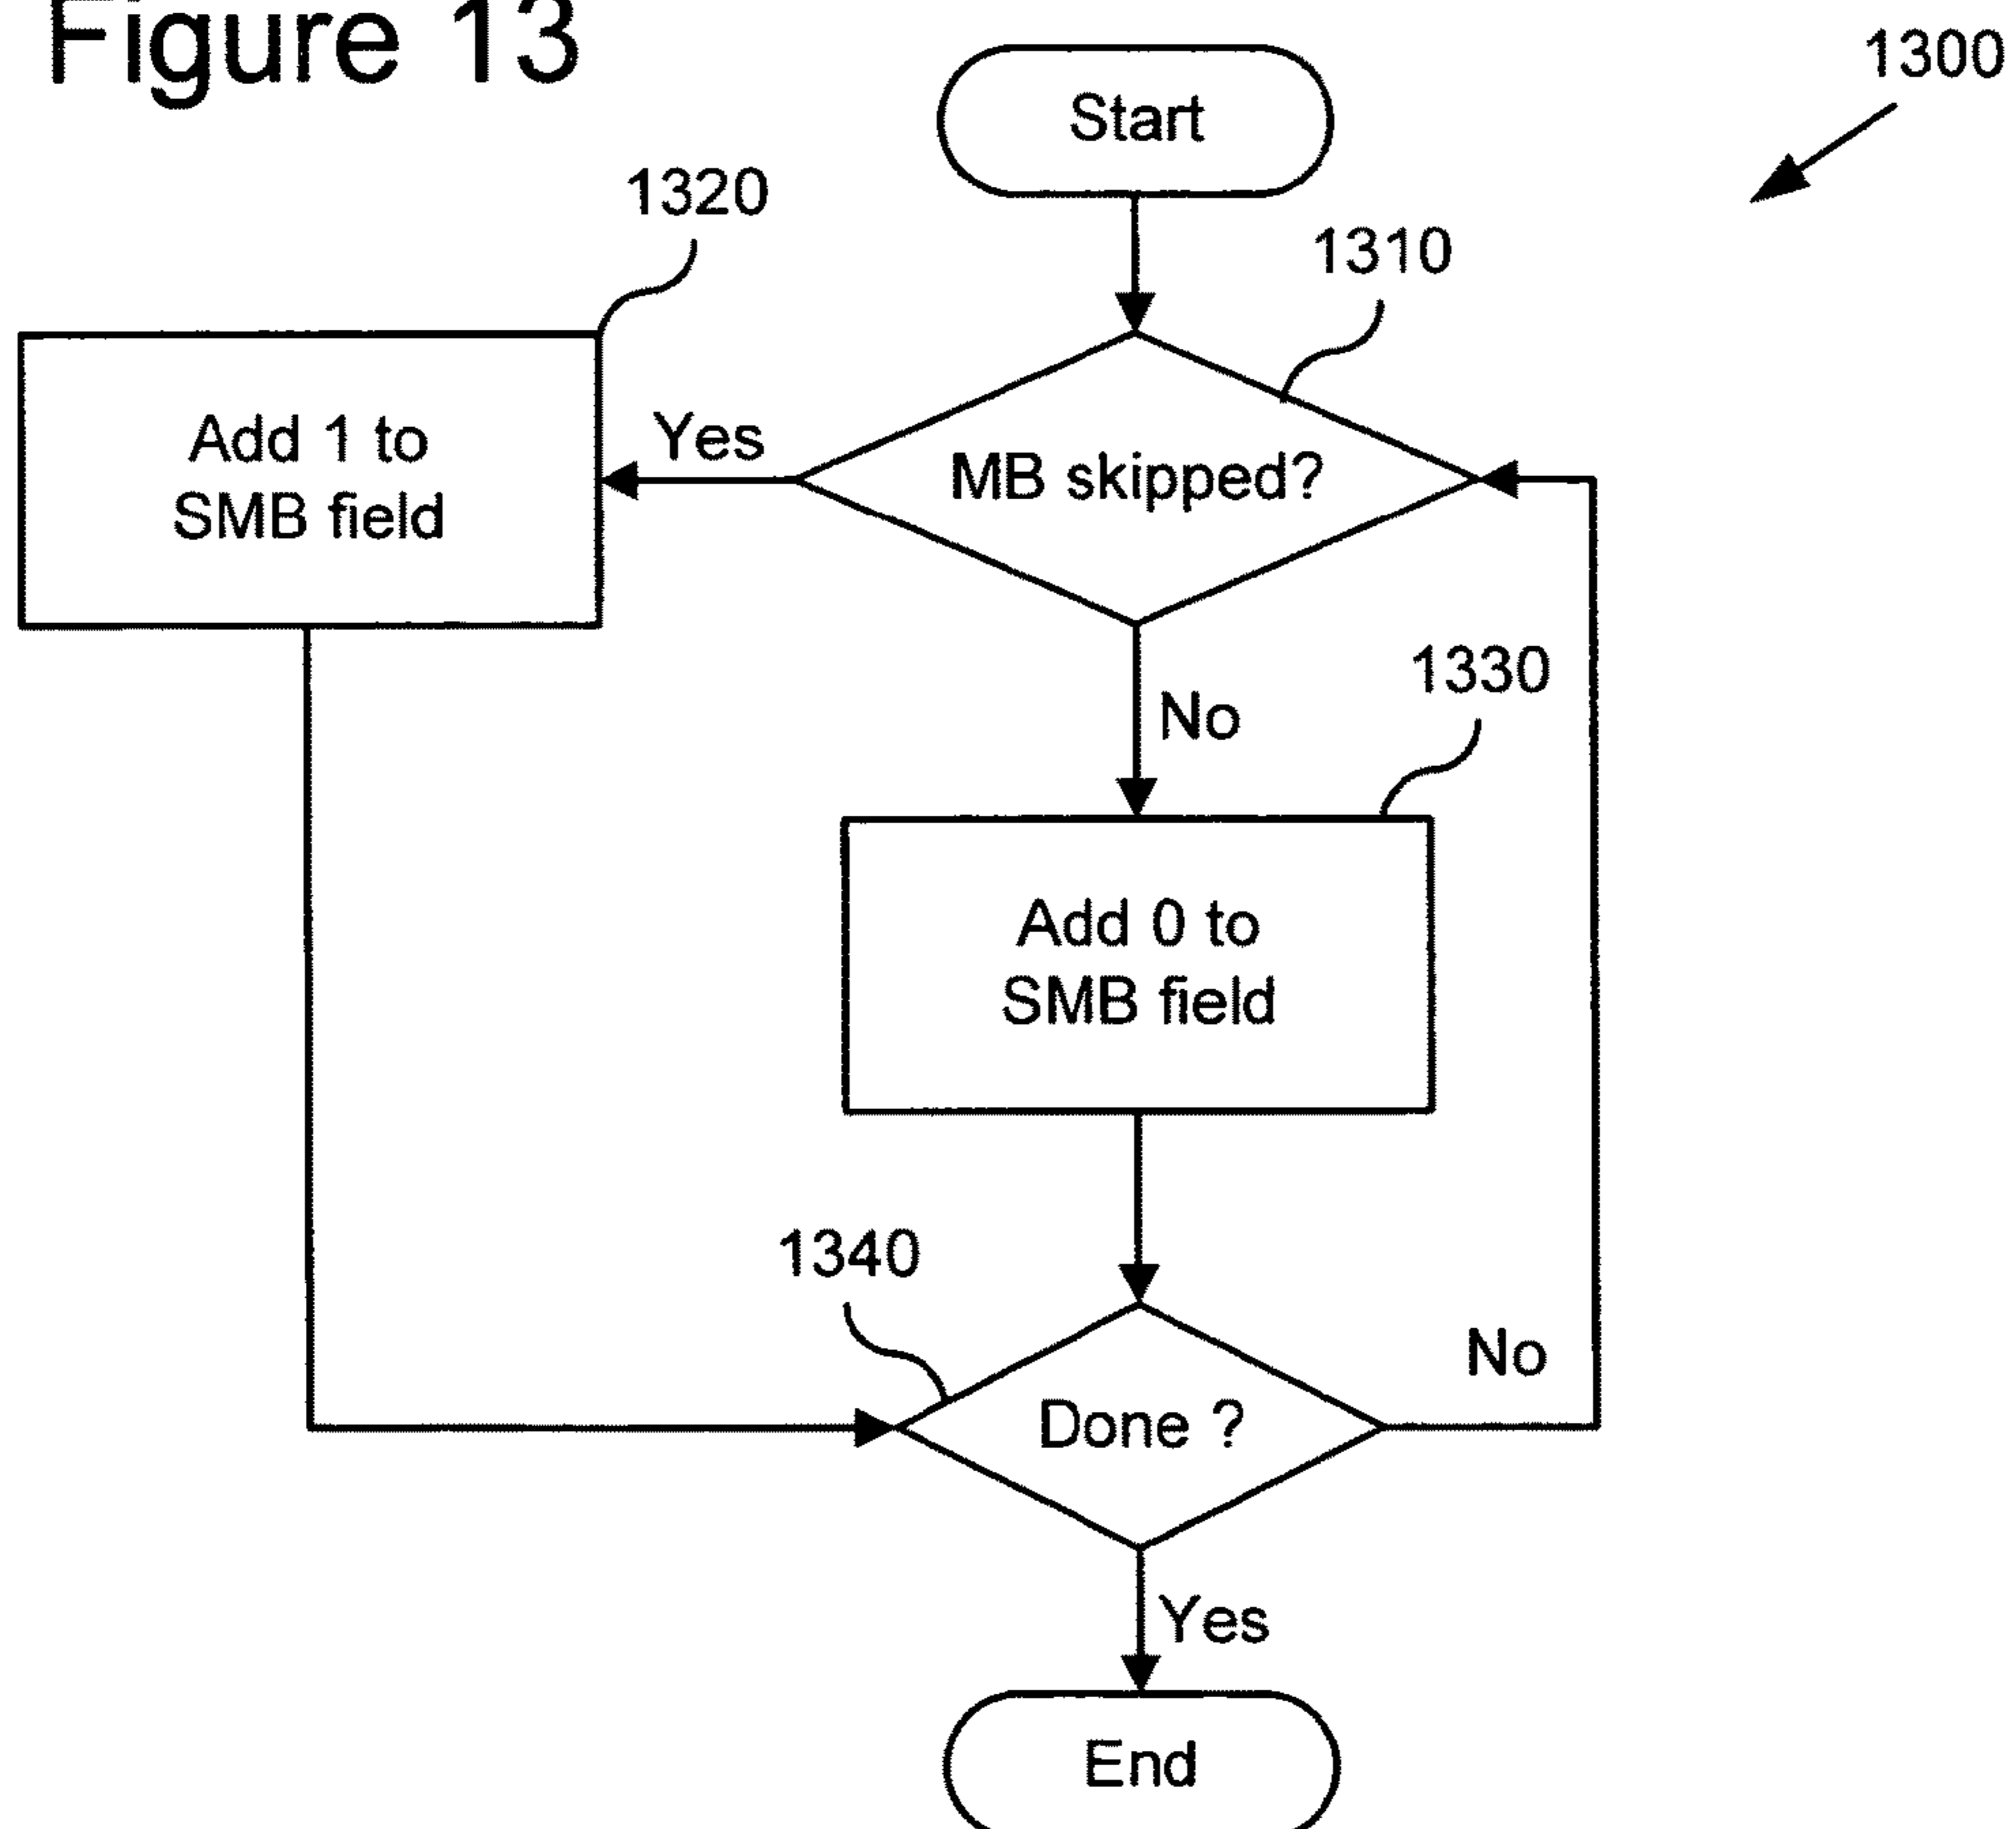 Figure 13
1300
Start
1320
1310
Add 1 to
SMB field
Yes
MB skipped?
1330
No
Add 0 to
SMB field
1340
No
Done ?
Yes
End